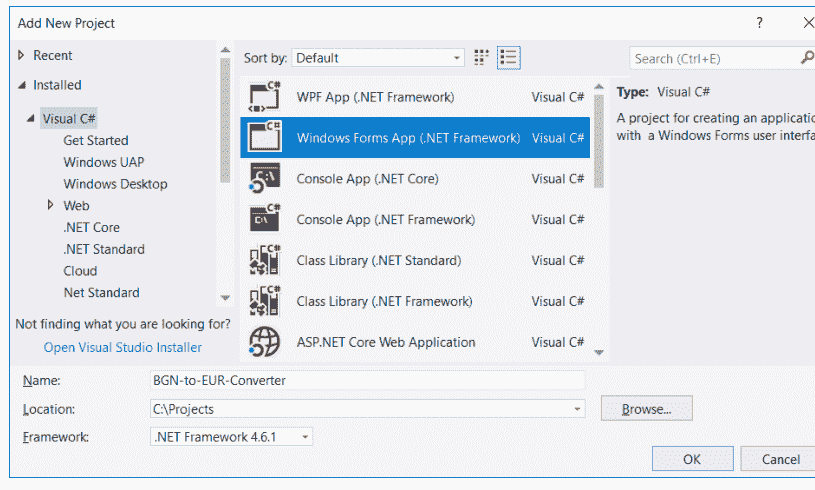 Add New Project
?
Recent
Installed
Visual C#
Get Started
Windows UAP
Windows Desktop
Web
.NET Core
.NET Standard
Cloud
Net Standard
Not finding what you are looking for?
Open Visual Studio Installer
Sort by: Default
WPF App (.NET Framework) Visual C#
Windows Forms App (.NET Framework) Visual C#
Console App (.NET Core) Visual C#
Console App (.NET Framework) Visual C#
Class Library (.NET Standard) Visual C#
Class Library (.NET Framework) Visual C#
ASP.NET Core Web Application Visual C#
Search (Ctrl+E)
Type: Visual C#
A project for creating an applicatio
with a Windows Forms user interfa
Name: BGN-to-EUR-Converter
Location: C:\Projects
Browse...
Framework: .NET Framework 4.6.1
OK
Cancel